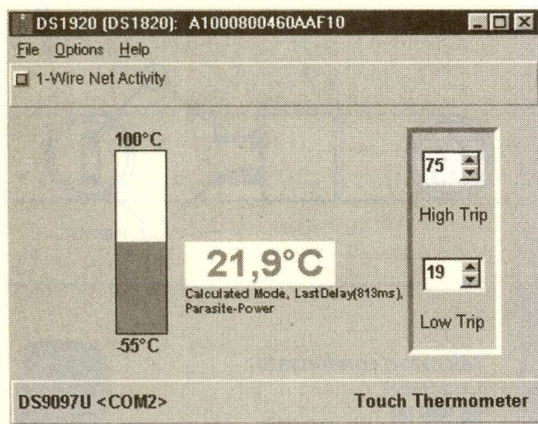 DS1920 (DS1820): A1000800460AAF10
File Options Help
1-Wire Net Activity
100°C
-55°C
21,9°C
Calculated Mode, LastDelay(813ms),
Parasite-Power
75
High Trip
19
Low Trip
DS9097U <COM2> Touch Thermometer